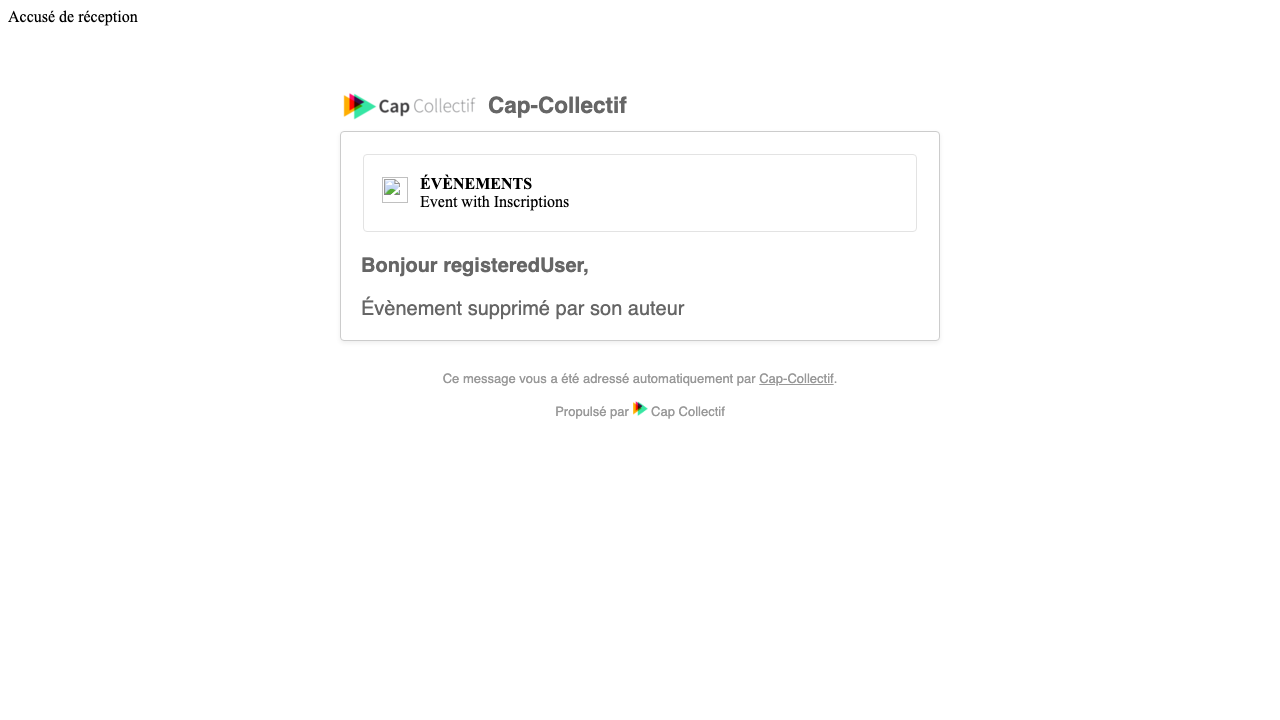 Accusé de réception
Cap Collectif Cap-Collectif
ÉVÈNEMENTS
Event with Inscriptions
Bonjour registeredUser,
Évènement supprimé par son auteur
Ce message vous a été adressé automatiquement par Cap-Collectif.
Propulsé par Cap Collectif